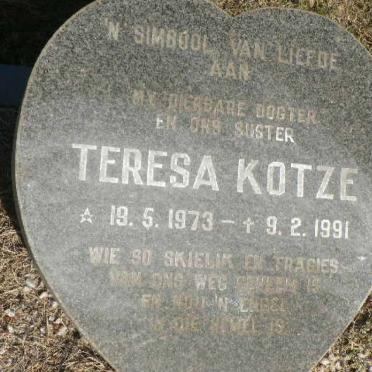 'N SIMBOOL VAN LIEFDE
AAN
MY DIERBARE DOGTER
EN ONS SUSTER
TERESA KOTZE
☆ 19.5.1973 – ✝ 9.2.1991
WIE SO SKIELIK EN TRAGIES
VAN ONS WEG GENEEM IS
EN NOU 'N ENGEL
IN DIE HEMEL IS